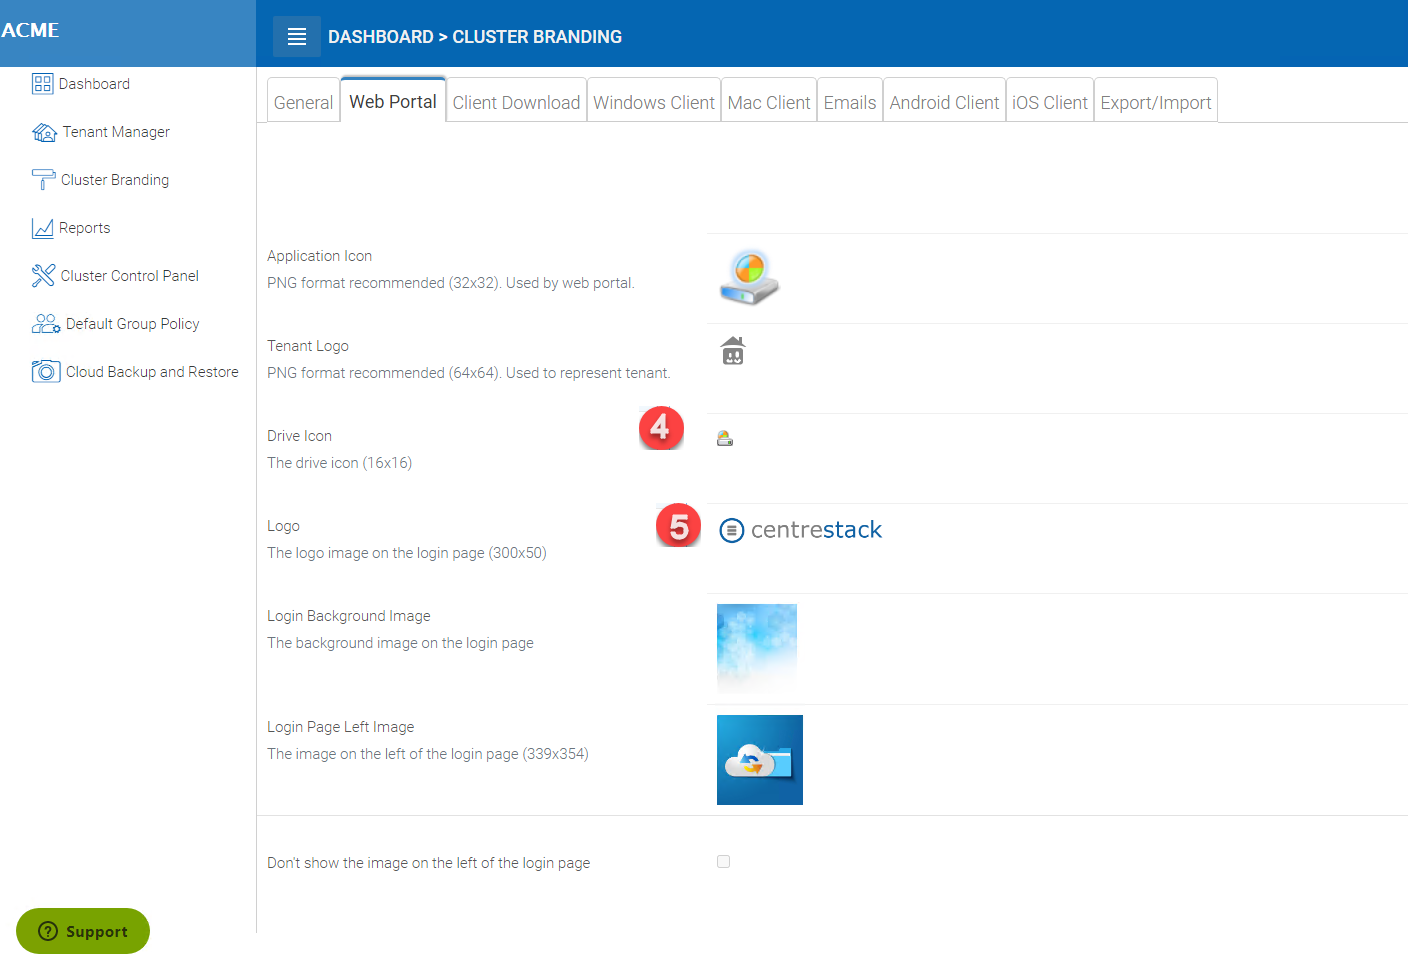 ACME
DASHBOARD > CLUSTER BRANDING
Dashboard
Tenant Manager
Cluster Branding
Reports
Cluster Control Panel
Default Group Policy
Cloud Backup and Restore
General Web Portal Client Download Windows Client Mac Client Emails Android Client iOS Client Export/Import
Application Icon
PNG format recommended (32x32). Used by web portal.
Tenant Logo
PNG format recommended (64x64). Used to represent tenant.
4
Drive Icon
The drive icon (16x16)
5
Logo
centrestack
The logo image on the login page (300x50)
Login Background Image
The background image on the login page
Login Page Left Image
The image on the left of the login page (339x354)
Don't show the image on the left of the login page
Support